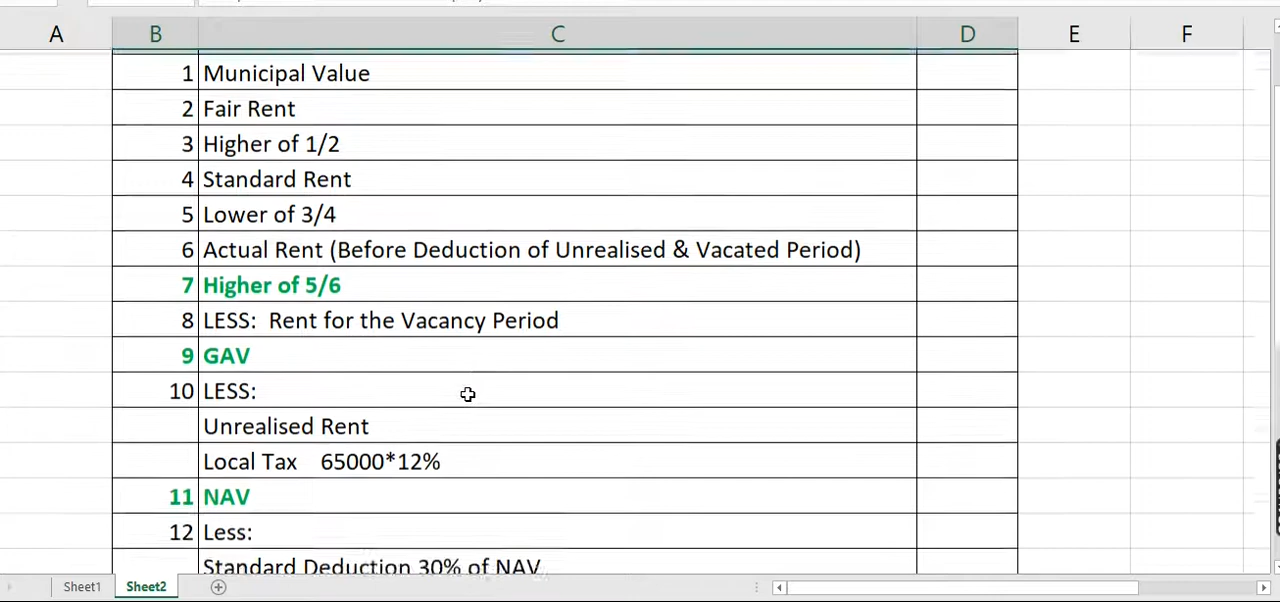 A B C D E F
1 Municipal Value
2 Fair Rent
3 Higher of 1/2
4 Standard Rent
5 Lower of 3/4
6 Actual Rent (Before Deduction of Unrealised & Vacated Period)
7 Higher of 5/6
8 LESS:  Rent for the Vacancy Period
9 GAV
10 LESS:
Unrealised Rent
Local Tax    65000*12%
11 NAV
12 Less:
Standard Deduction 30% of NAV
Sheet1 Sheet2